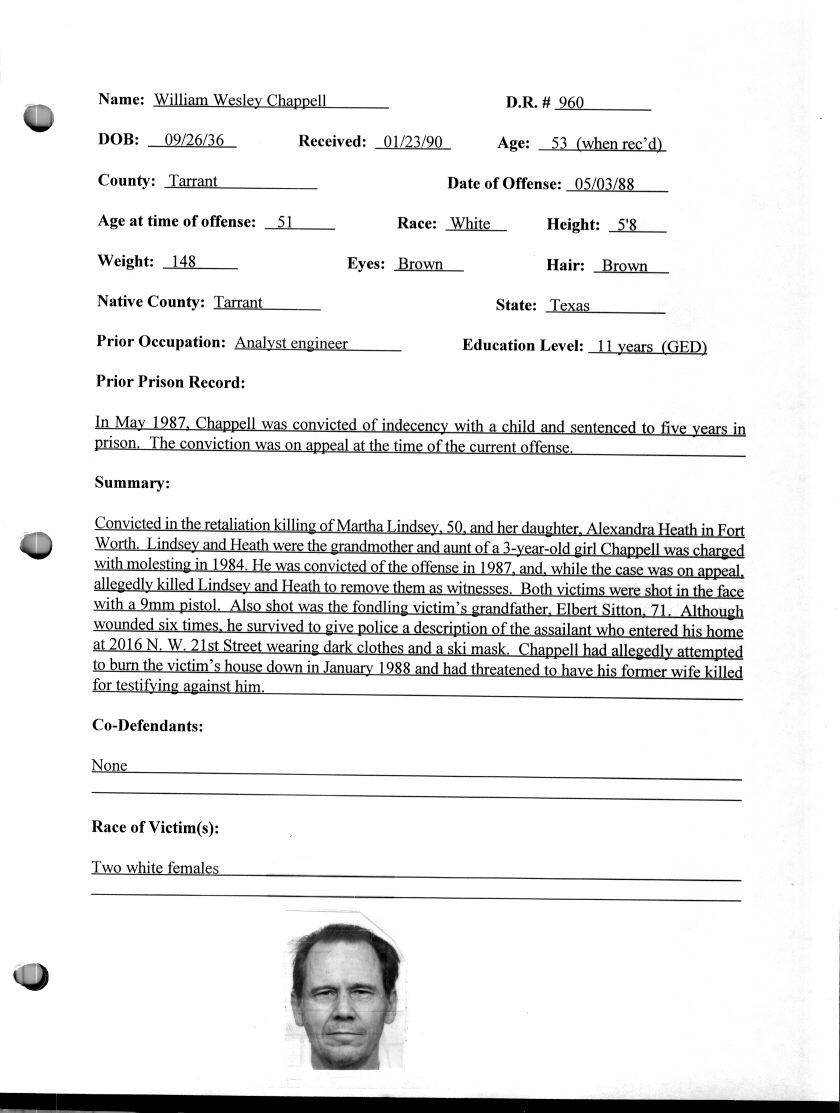 Name: William Wesley Chappell D.R. # 960
DOB: 09/26/36 Received: 01/23/90 Age: 53 (when rec'd)
County: Tarrant Date of Offense: 05/03/88
Age at time of offense: 51 Race: White Height: 5'8
Weight: 148 Eyes: Brown Hair: Brown
Native County: Tarrant State: Texas
Prior Occupation: Analyst engineer Education Level: 11 years (GED)
Prior Prison Record:
In May 1987, Chappell was convicted of indecency with a child and sentenced to five years in
prison. The conviction was on appeal at the time of the current offense.
Summary:
Convicted in the retaliation killing of Martha Lindsey, 50, and her daughter, Alexandra Heath in Fort
Worth. Lindsey and Heath were the grandmother and aunt of a 3-year-old girl Chappell was charged
with molesting in 1984. He was convicted of the offense in 1987, and, while the case was on appeal,
allegedly killed Lindsey and Heath to remove them as witnesses. Both victims were shot in the face
with a 9mm pistol. Also shot was the fondling victim's grandfather, Elbert Sitton, 71. Although
wounded six times, he survived to give police a description of the assailant who entered his home
at 2016 N. W. 21st Street wearing dark clothes and a ski mask. Chappell had allegedly attempted
to burn the victim's house down in January 1988 and had threatened to have his former wife killed
for testifying against him.
Co-Defendants:
None
Race of Victim(s):
Two white females